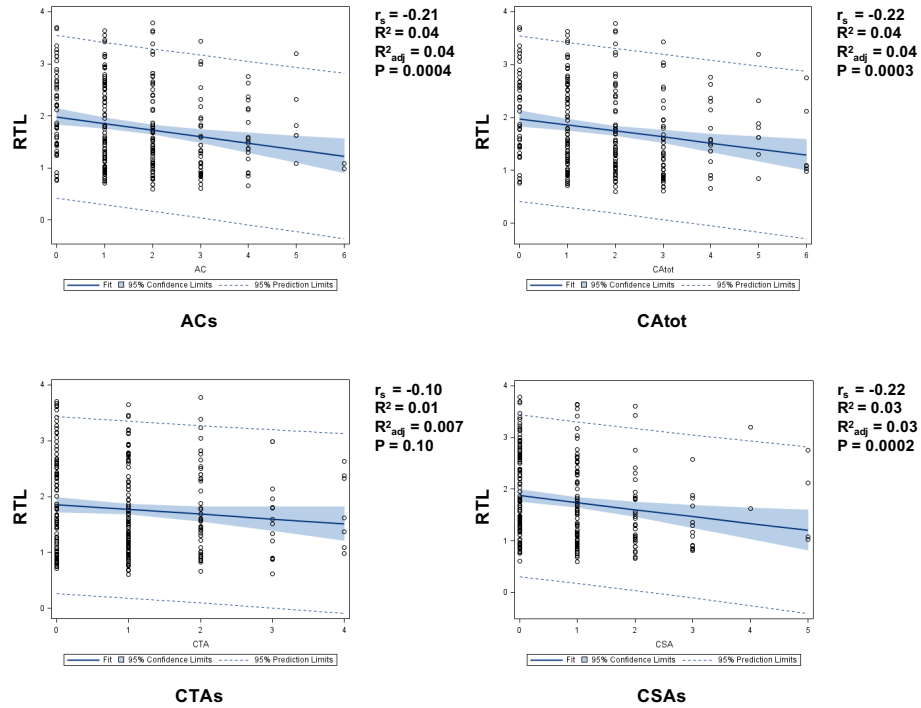 r_s = -0.21
R² = 0.04
R²_adj = 0.04
P = 0.0004
RTL
4
3
2
1
0
0 1 2 3 4 5 6
AC
Fit 95% Confidence Limits 95% Prediction Limits
ACs
r_s = -0.22
R² = 0.04
R²_adj = 0.04
P = 0.0003
RTL
4
3
2
1
0
0 1 2 3 4 5 6
CAtot
Fit 95% Confidence Limits 95% Prediction Limits
CAtot
r_s = -0.10
R² = 0.01
R²_adj = 0.007
P = 0.10
RTL
4
3
2
1
0
0 1 2 3 4
CTA
Fit 95% Confidence Limits 95% Prediction Limits
CTAs
r_s = -0.22
R² = 0.03
R²_adj = 0.03
P = 0.0002
RTL
4
3
2
1
0
0 1 2 3 4 5
CSA
Fit 95% Confidence Limits 95% Prediction Limits
CSAs